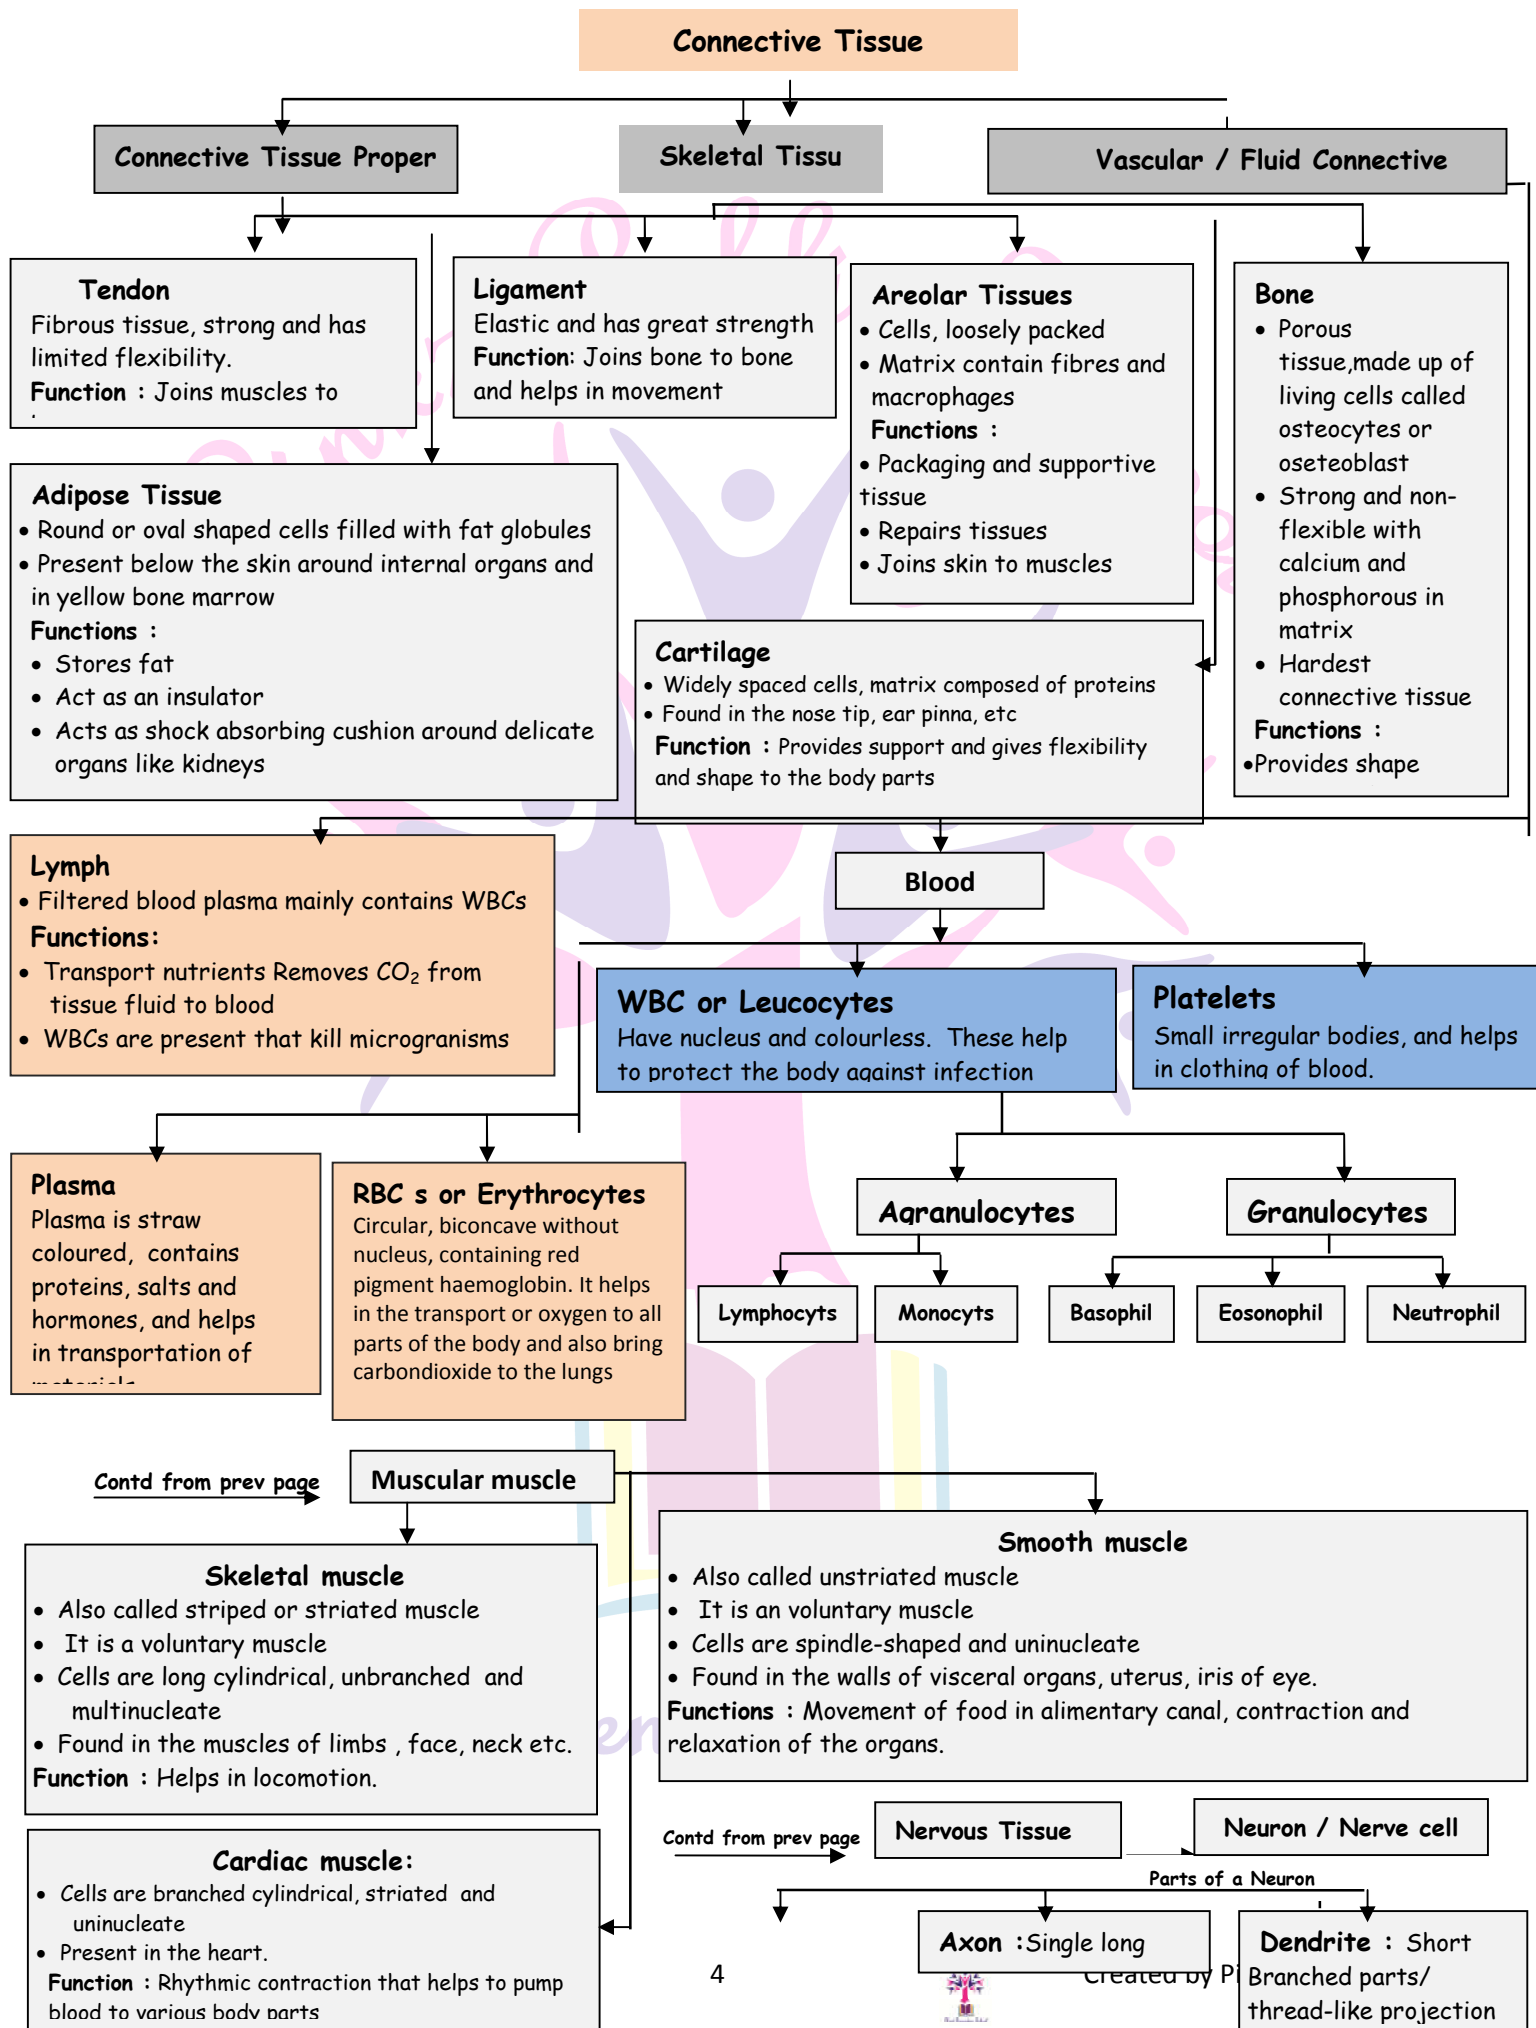 Connective Tissue
Connective Tissue Proper
Skeletal Tissu
Vascular / Fluid Connective
Tendon
Fibrous tissue, strong and has
limited flexibility.
Function : Joins muscles to
Ligament
Elastic and has great strength
Function: Joins bone to bone
and helps in movement
Areolar Tissues
• Cells, loosely packed
• Matrix contain fibres and
macrophages
Functions :
• Packaging and supportive
tissue
• Repairs tissues
• Joins skin to muscles
Bone
• Porous
tissue,made up of
living cells called
osteocytes or
oseteoblast
• Strong and non-
flexible with
calcium and
phosphorous in
matrix
• Hardest
connective tissue
Functions :
•Provides shape
Adipose Tissue
• Round or oval shaped cells filled with fat globules
• Present below the skin around internal organs and
in yellow bone marrow
Functions :
• Stores fat
• Act as an insulator
• Acts as shock absorbing cushion around delicate
organs like kidneys
Cartilage
• Widely spaced cells, matrix composed of proteins
• Found in the nose tip, ear pinna, etc
Function : Provides support and gives flexibility
and shape to the body parts
Lymph
• Filtered blood plasma mainly contains WBCs
Functions:
• Transport nutrients Removes CO₂ from
tissue fluid to blood
• WBCs are present that kill microgranisms
Blood
WBC or Leucocytes
Have nucleus and colourless. These help
to protect the body against infection
Platelets
Small irregular bodies, and helps
in clothing of blood.
Plasma
Plasma is straw
coloured, contains
proteins, salts and
hormones, and helps
in transportation of
RBC s or Erythrocytes
Circular, biconcave without
nucleus, containing red
pigment haemoglobin. It helps
in the transport or oxygen to all
parts of the body and also bring
carbondioxide to the lungs
Agranulocytes
Granulocytes
Lymphocyts
Monocyts
Basophil
Eosonophil
Neutrophil
Contd from prev page
Muscular muscle
Skeletal muscle
• Also called striped or striated muscle
• It is a voluntary muscle
• Cells are long cylindrical, unbranched and
multinucleate
• Found in the muscles of limbs , face, neck etc.
Function : Helps in locomotion.
Smooth muscle
• Also called unstriated muscle
• It is an voluntary muscle
• Cells are spindle-shaped and uninucleate
• Found in the walls of visceral organs, uterus, iris of eye.
Functions : Movement of food in alimentary canal, contraction and
relaxation of the organs.
Cardiac muscle:
• Cells are branched cylindrical, striated and
uninucleate
• Present in the heart.
Function : Rhythmic contraction that helps to pump
blood to various body parts
Contd from prev page
Nervous Tissue
Neuron / Nerve cell
Parts of a Neuron
Axon :Single long
Dendrite : Short
Branched parts/
thread-like projection
4
Created by Pi